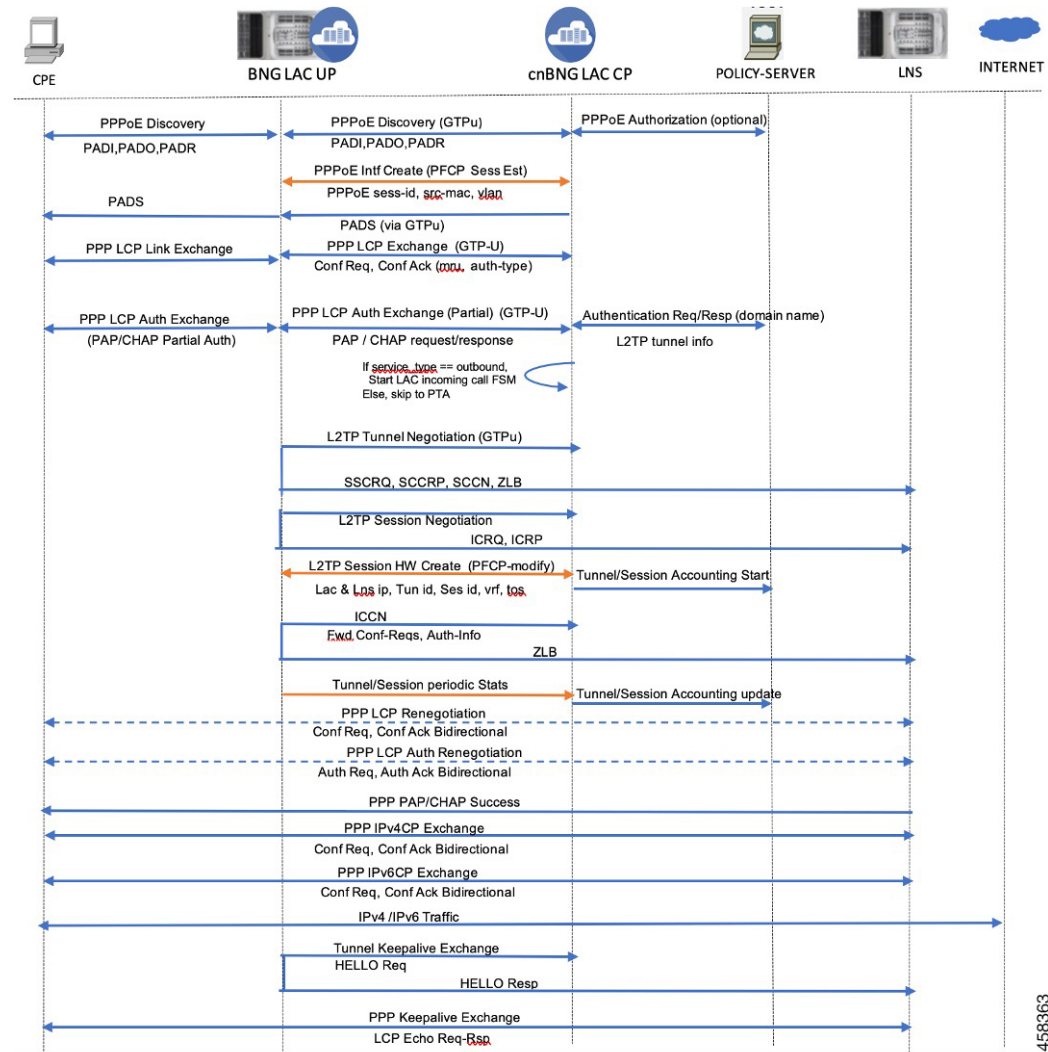 CPE
BNG LAC UP
cnBNG LAC CP
POLICY-SERVER
LNS
INTERNET
PPPoE Discovery
PADI,PADO,PADR
PPPoE Discovery (GTPu)
PADI,PADO,PADR
PPPoE Authorization (optional)
PPPoE Intf Create (PFCP Sess Est)
PPPoE sess-id, src-mac, vlan
PADS
PADS (via GTPu)
PPP LCP Link Exchange
PPP LCP Exchange (GTP-U)
Conf Req, Conf Ack (mru, auth-type)
PPP LCP Auth Exchange
(PAP/CHAP Partial Auth)
PPP LCP Auth Exchange (Partial) (GTP-U)
PAP / CHAP request/response
Authentication Req/Resp (domain name)
L2TP tunnel info
If service_type == outbound,
Start LAC incoming call FSM
Else, skip to PTA
L2TP Tunnel Negotiation (GTPu)
SSCRQ, SCCRP, SCCN, ZLB
L2TP Session Negotiation
ICRQ, ICRP
L2TP Session HW Create (PFCP-modify)
Lac & Lns ip, Tun id, Ses id, vrf, tos
Tunnel/Session Accounting Start
ICCN
Fwd Conf-Reqs, Auth-Info
ZLB
Tunnel/Session periodic Stats
Tunnel/Session Accounting update
PPP LCP Renegotiation
Conf Req, Conf Ack Bidirectional
PPP LCP Auth Renegotiation
Auth Req, Auth Ack Bidirectional
PPP PAP/CHAP Success
PPP IPv4CP Exchange
Conf Req, Conf Ack Bidirectional
PPP IPv6CP Exchange
Conf Req, Conf Ack Bidirectional
IPv4 /IPv6 Traffic
Tunnel Keepalive Exchange
HELLO Req
HELLO Resp
PPP Keepalive Exchange
LCP Echo Req-Rsp
458363